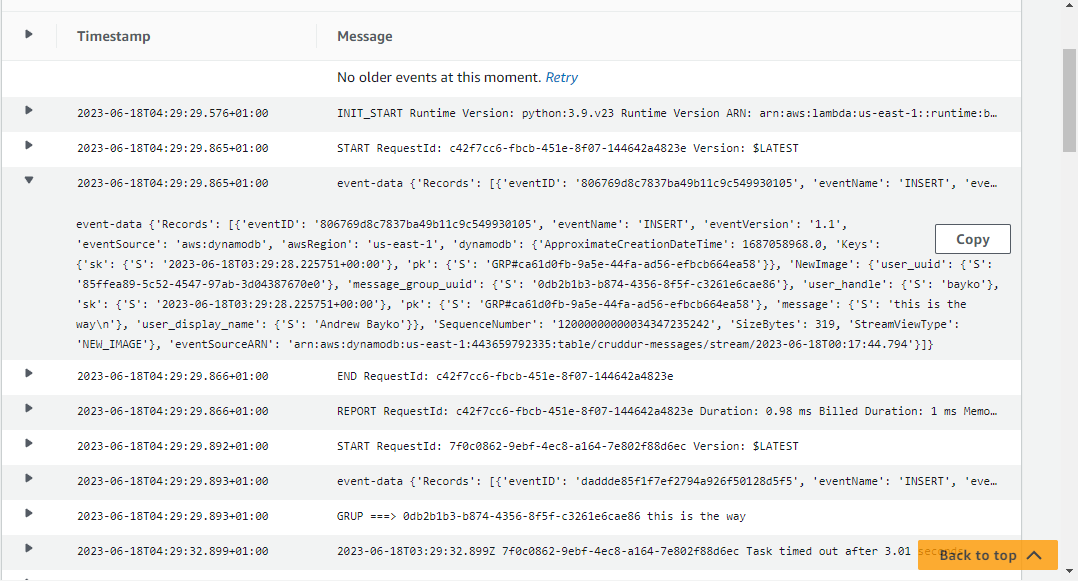 Timestamp Message
No older events at this moment. Retry
2023-06-18T04:29:29.576+01:00 INIT_START Runtime Version: python:3.9.v23 Runtime Version ARN: arn:aws:lambda:us-east-1::runtime:b…
2023-06-18T04:29:29.865+01:00 START RequestId: c42f7cc6-fbcb-451e-8f07-144642a4823e Version: $LATEST
2023-06-18T04:29:29.865+01:00 event-data {'Records': [{'eventID': '806769d8c7837ba49b11c9c549930105', 'eventName': 'INSERT', 'eve…
event-data {'Records': [{'eventID': '806769d8c7837ba49b11c9c549930105', 'eventName': 'INSERT', 'eventVersion': '1.1',
'eventSource': 'aws:dynamodb', 'awsRegion': 'us-east-1', 'dynamodb': {'ApproximateCreationDateTime': 1687058968.0, 'Keys':
Copy
{'sk': {'S': '2023-06-18T03:29:28.225751+00:00'}, 'pk': {'S': 'GRP#ca61d0fb-9a5e-44fa-ad56-efbcb664ea58'}}, 'NewImage': {'user_uuid': {'S':
'85ffea89-5c52-4547-97ab-3d04387670e0'}, 'message_group_uuid': {'S': '0db2b1b3-b874-4356-8f5f-c3261e6cae86'}, 'user_handle': {'S': 'bayko'},
'sk': {'S': '2023-06-18T03:29:28.225751+00:00'}, 'pk': {'S': 'GRP#ca61d0fb-9a5e-44fa-ad56-efbcb664ea58'}, 'message': {'S': 'this is the
way\n'}, 'user_display_name': {'S': 'Andrew Bayko'}}, 'SequenceNumber': '12000000000034347235242', 'SizeBytes': 319, 'StreamViewType':
'NEW_IMAGE'}, 'eventSourceARN': 'arn:aws:dynamodb:us-east-1:443659792335:table/cruddur-messages/stream/2023-06-18T00:17:44.794'}]}
2023-06-18T04:29:29.866+01:00 END RequestId: c42f7cc6-fbcb-451e-8f07-144642a4823e
2023-06-18T04:29:29.866+01:00 REPORT RequestId: c42f7cc6-fbcb-451e-8f07-144642a4823e Duration: 0.98 ms Billed Duration: 1 ms Memo…
2023-06-18T04:29:29.892+01:00 START RequestId: 7f0c0862-9ebf-4ec8-a164-7e802f88d6ec Version: $LATEST
2023-06-18T04:29:29.893+01:00 event-data {'Records': [{'eventID': 'daddde85f1f7ef2794a926f50128d5f5', 'eventName': 'INSERT', 'eve…
2023-06-18T04:29:29.893+01:00 GRUP ===> 0db2b1b3-b874-4356-8f5f-c3261e6cae86 this is the way
2023-06-18T04:29:32.899+01:00 2023-06-18T03:29:32.899Z 7f0c0862-9ebf-4ec8-a164-7e802f88d6ec Task timed out after 3.01 seconds
Back to top